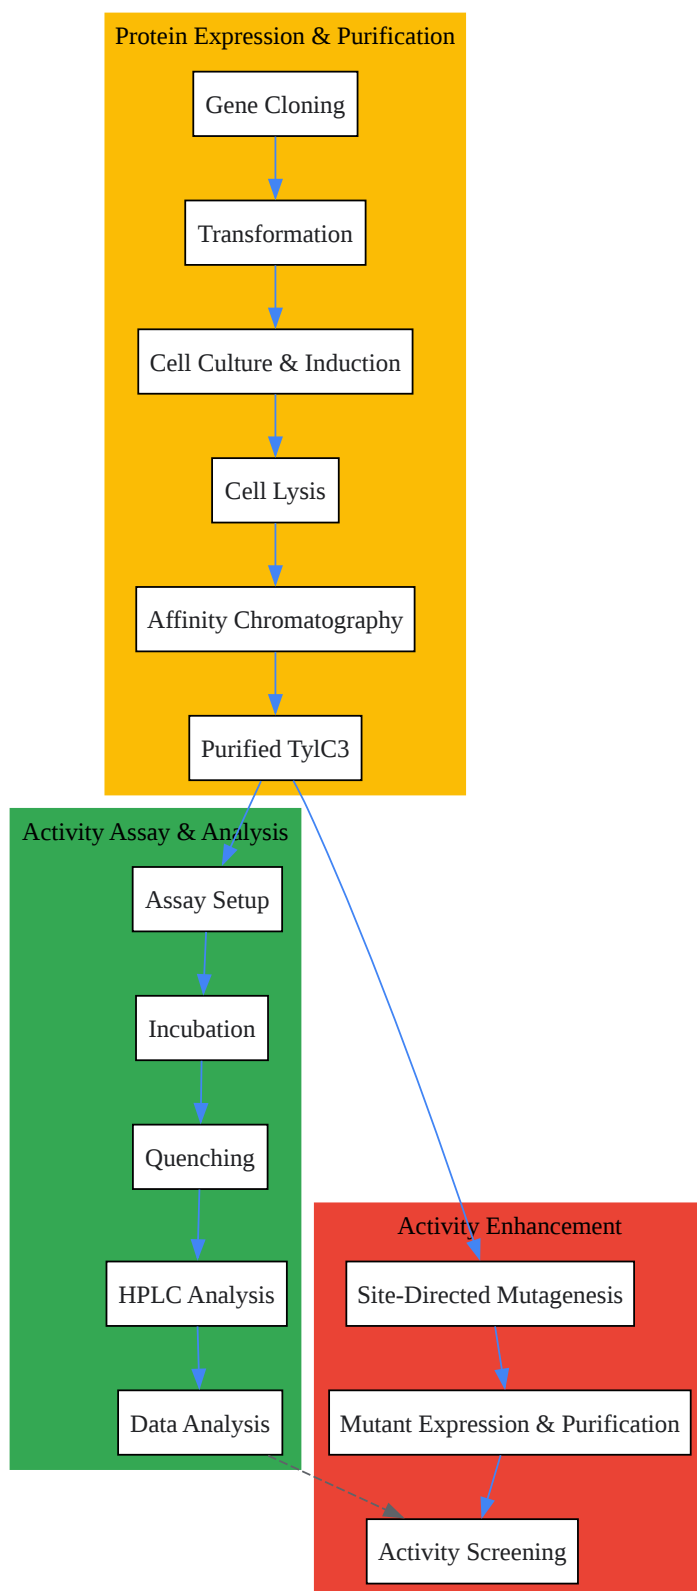 Protein Expression & Purification
Gene Cloning
Transformation
Cell Culture & Induction
Cell Lysis
Affinity Chromatography
Purified TylC3
Activity Assay & Analysis
Assay Setup
Incubation
Quenching
HPLC Analysis
Data Analysis
Activity Enhancement
Site-Directed Mutagenesis
Mutant Expression & Purification
Activity Screening